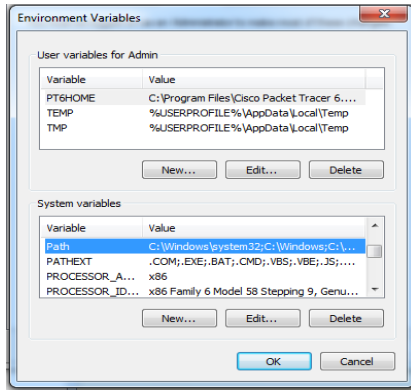 Environment Variables
User variables for Admin
Variable Value
PT6HOME C:\Program Files\Cisco Packet Tracer 6....
TEMP %USERPROFILE%\AppData\Local\Temp
TMP %USERPROFILE%\AppData\Local\Temp
New... Edit... Delete
System variables
Variable Value
Path C:\Windows\system32;C:\Windows;C:\...
PATHEXT .COM;.EXE;.BAT;.CMD;.VBS;.VBE;.JS;....
PROCESSOR_A... x86
PROCESSOR_ID... x86 Family 6 Model 58 Stepping 9, Genu...
New... Edit... Delete
OK Cancel